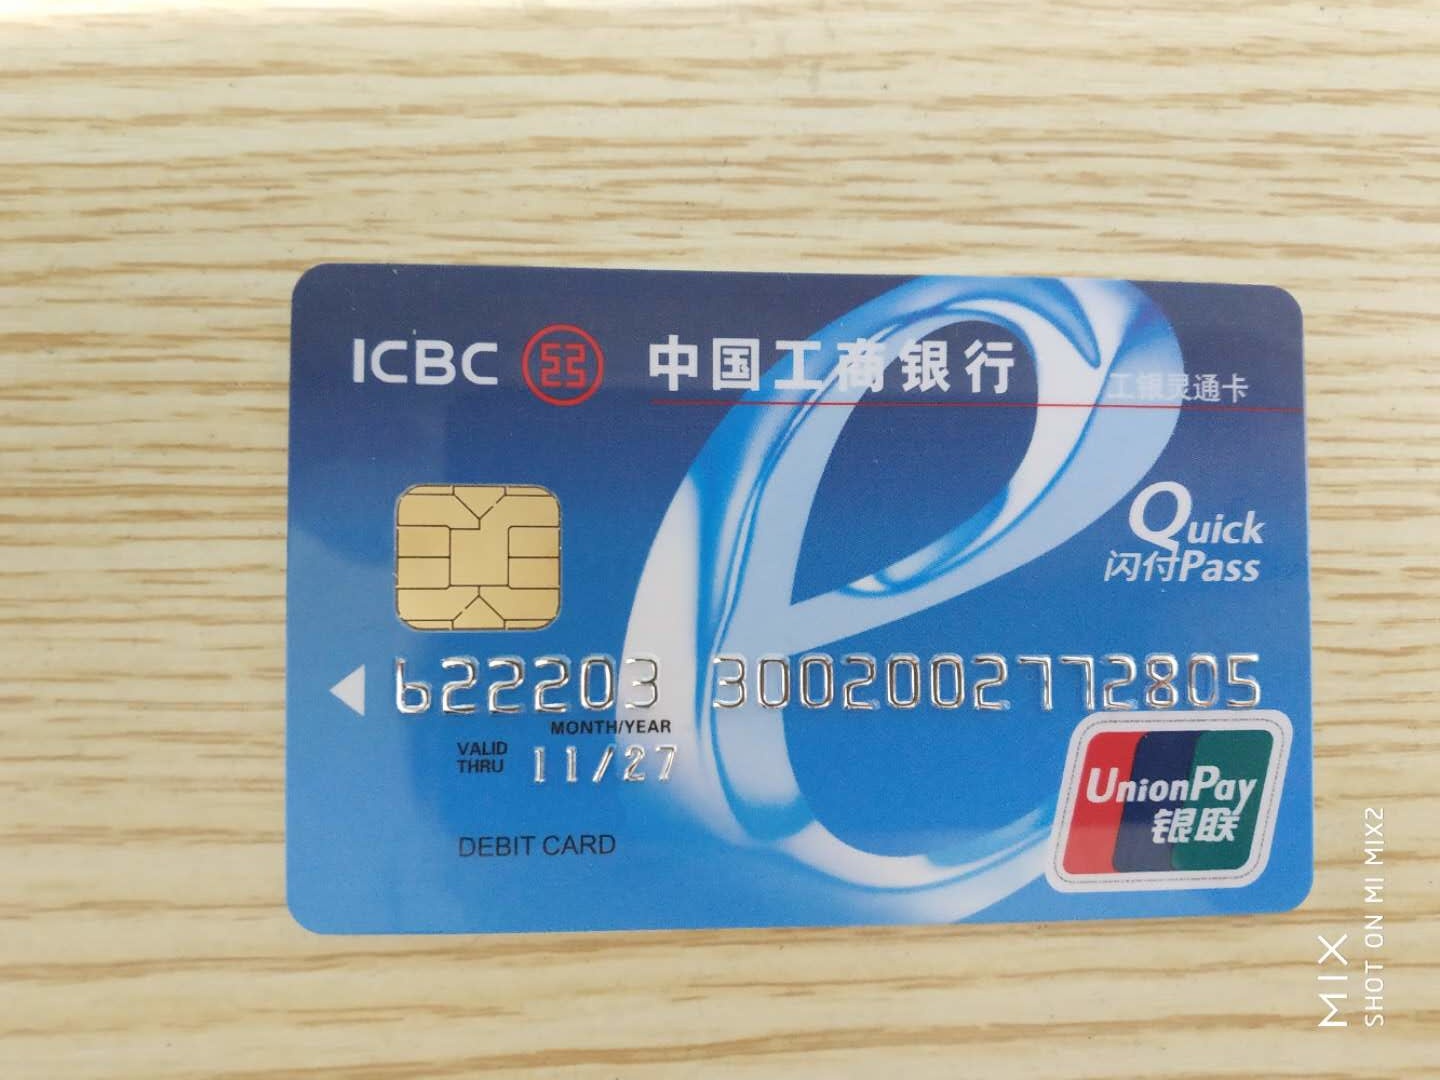 ICBC 中国工商银行
工银灵通卡
Quick
闪付Pass
622203 3002002772805
MONTH/YEAR
VALID THRU 11/27
DEBIT CARD
UnionPay
银联
MIX
SHOT ON MI MIX2